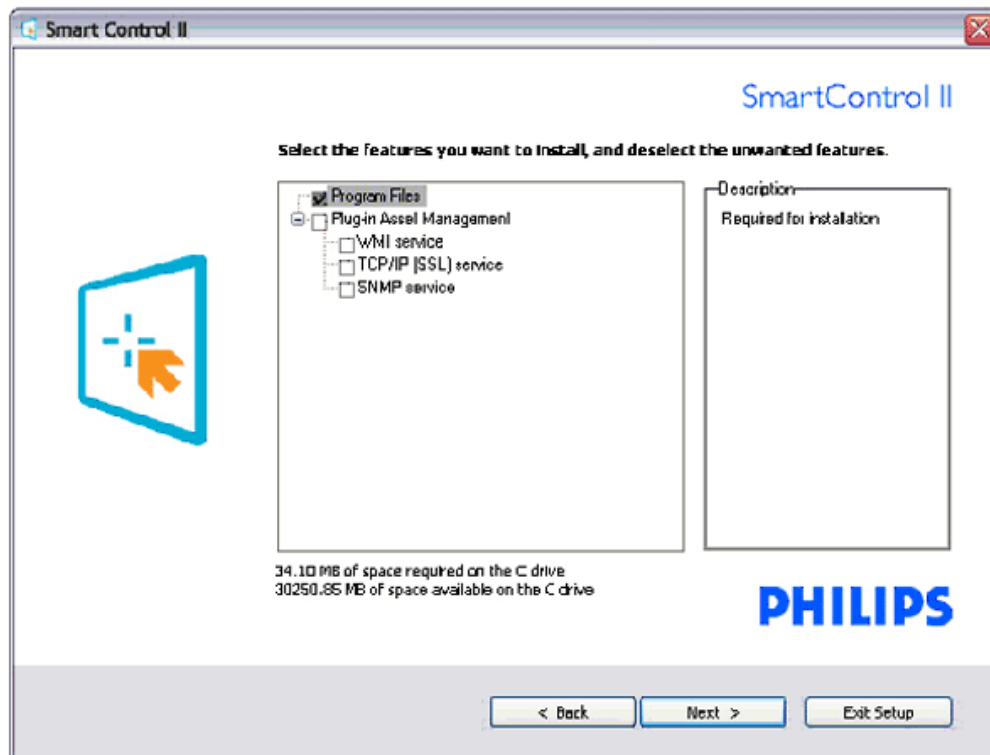 Smart Control II
SmartControl II
Select the features you want to install, and deselect the unwanted features.
Program Files
Plug-in Asset Management
WMI service
TCP/IP (SSL) service
SNMP service
Description
Required for installation
34.10 MB of space required on the C drive
30250.85 MB of space available on the C drive
PHILIPS
< Back
Next >
Exit Setup